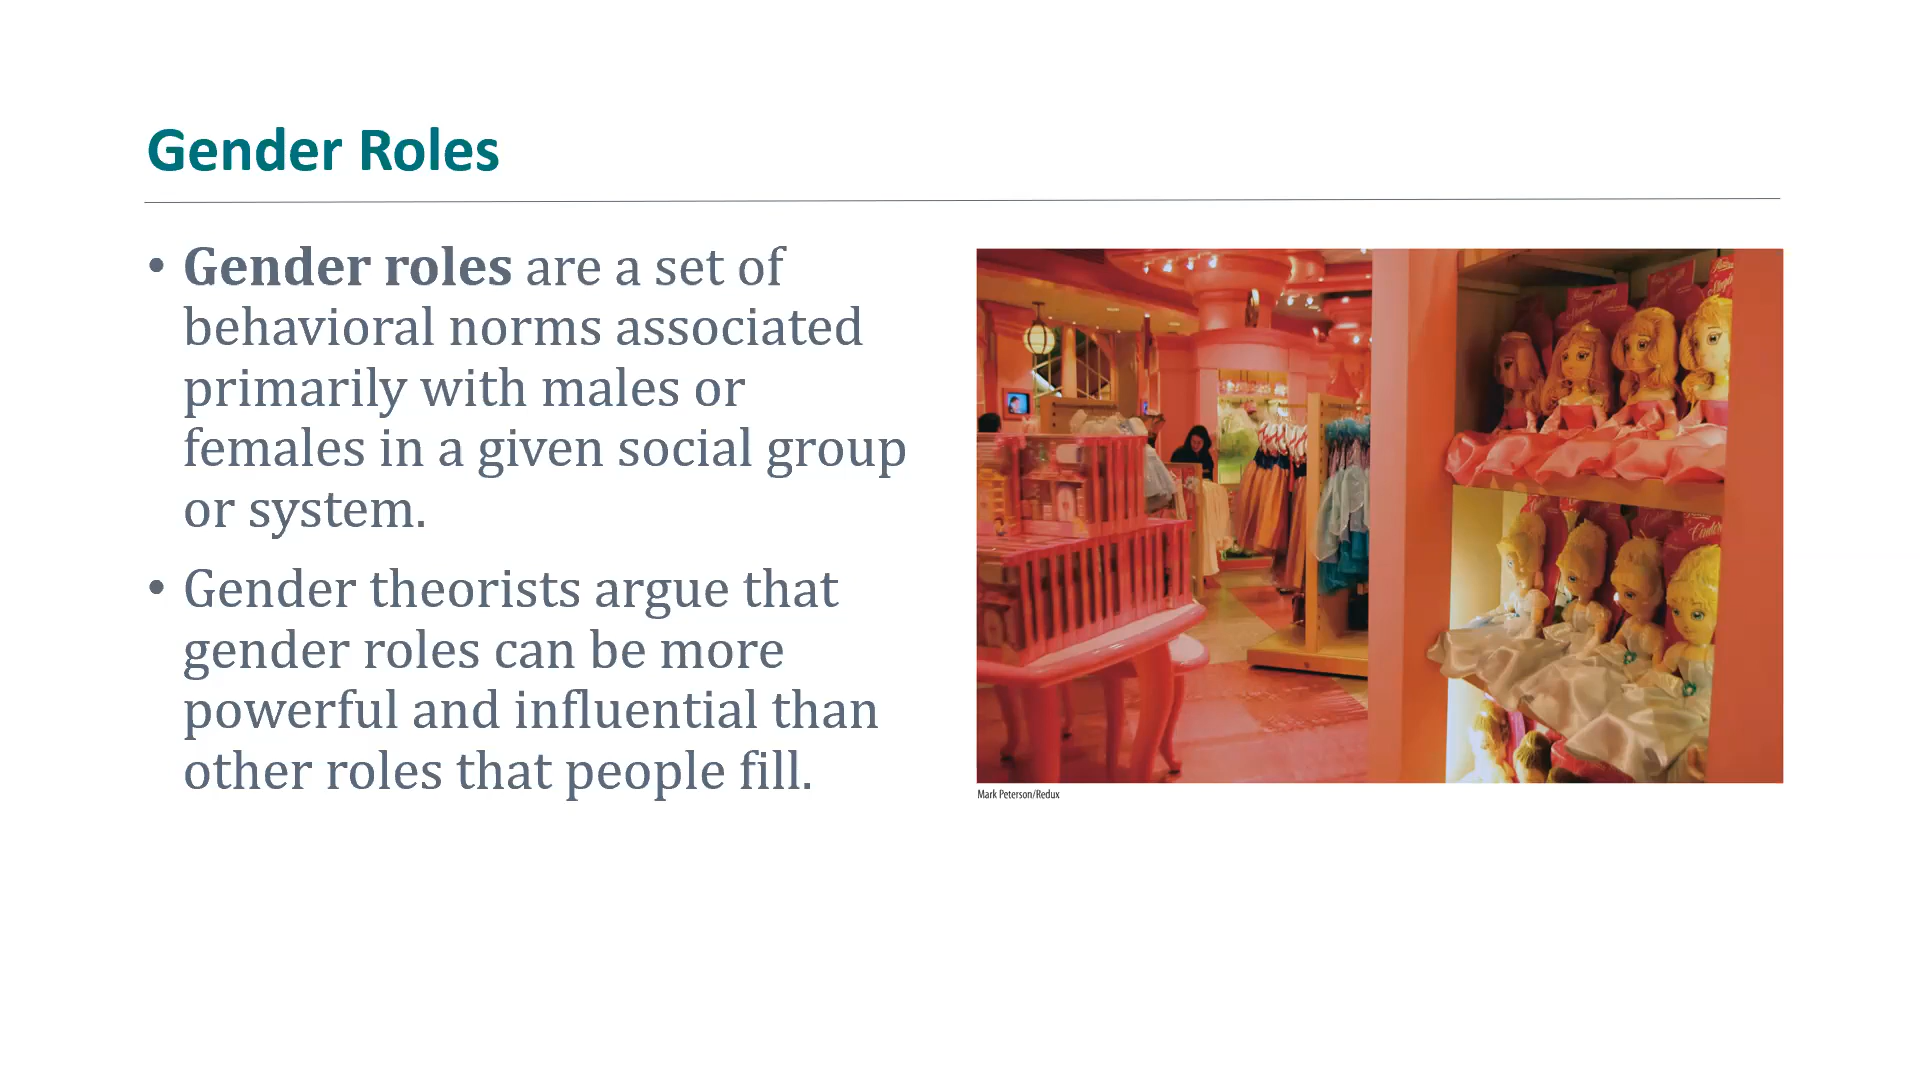 Gender Roles
• Gender roles are a set of
behavioral norms associated
primarily with males or
females in a given social group
or system.
• Gender theorists argue that
gender roles can be more
powerful and influential than
other roles that people fill.
Mark Peterson/Redux